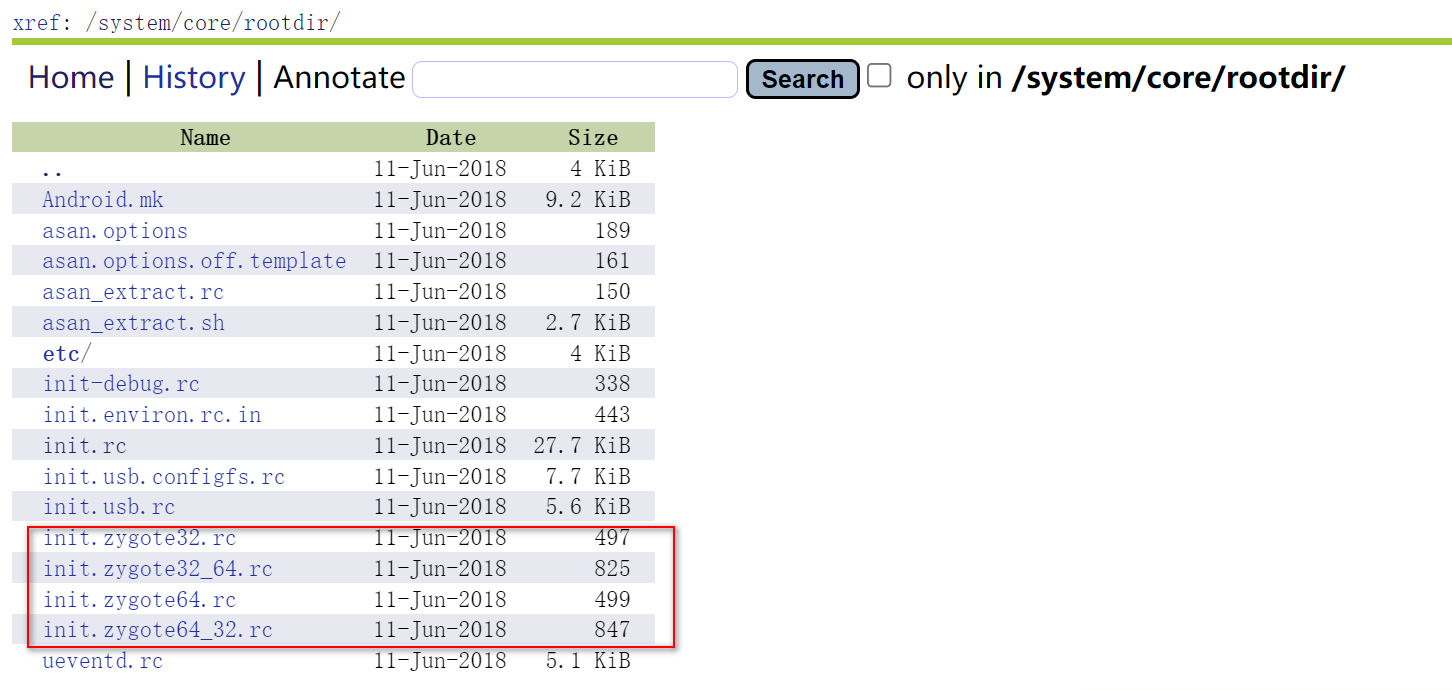 xref: /system/core/rootdir/
Home | History | Annotate Search only in /system/core/rootdir/
Name Date Size
.. 11-Jun-2018 4 KiB
Android.mk 11-Jun-2018 9.2 KiB
asan.options 11-Jun-2018 189
asan.options.off.template 11-Jun-2018 161
asan_extract.rc 11-Jun-2018 150
asan_extract.sh 11-Jun-2018 2.7 KiB
etc/ 11-Jun-2018 4 KiB
init-debug.rc 11-Jun-2018 338
init.environ.rc.in 11-Jun-2018 443
init.rc 11-Jun-2018 27.7 KiB
init.usb.configfs.rc 11-Jun-2018 7.7 KiB
init.usb.rc 11-Jun-2018 5.6 KiB
init.zygote32.rc 11-Jun-2018 497
init.zygote32_64.rc 11-Jun-2018 825
init.zygote64.rc 11-Jun-2018 499
init.zygote64_32.rc 11-Jun-2018 847
ueventd.rc 11-Jun-2018 5.1 KiB